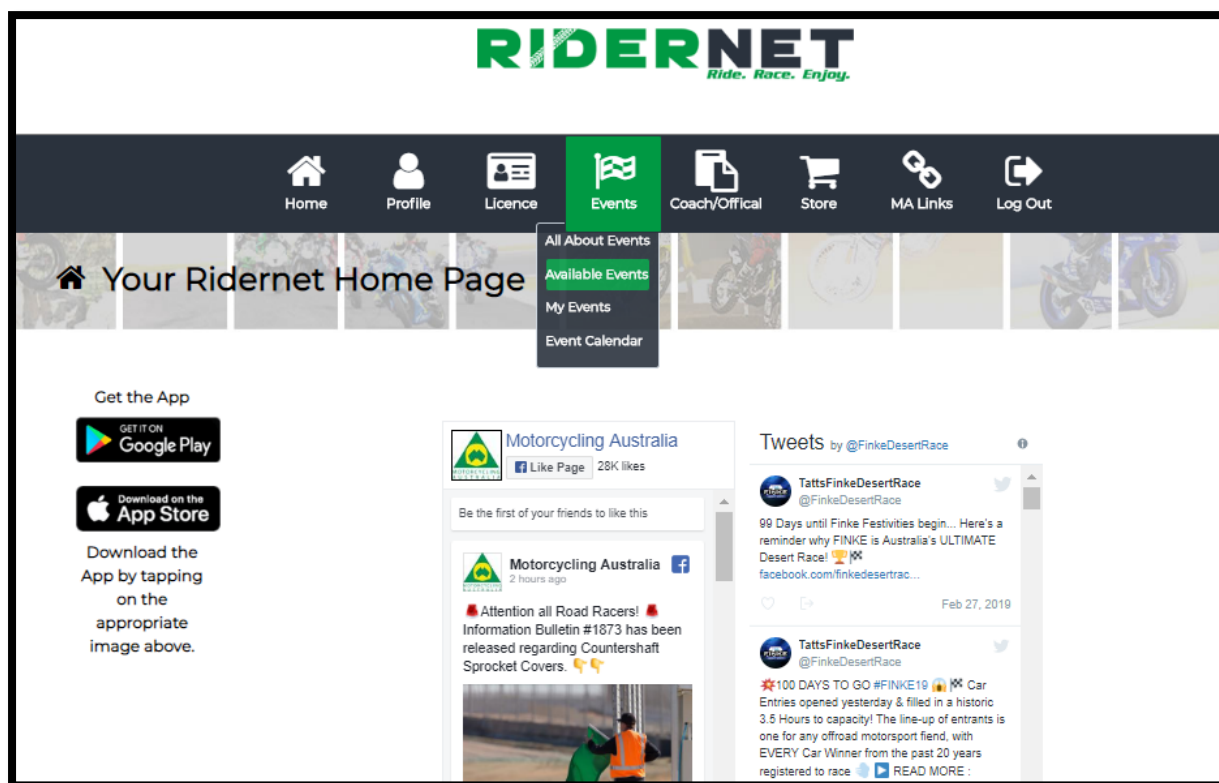 RIDERNET
Ride. Race. Enjoy.
Home
Profile
Licence
Events
Coach/Offical
Store
MA Links
Log Out
All About Events
Available Events
My Events
Event Calendar
Your Ridernet Home Page
Get the App
GET IT ON
Google Play
Download on the
App Store
Download the
App by tapping
on the
appropriate
image above.
Motorcycling Australia
Like Page
28K likes
Be the first of your friends to like this
Motorcycling Australia
2 hours ago
Attention all Road Racers!
Information Bulletin #1873 has been
released regarding Countershaft
Sprocket Covers.
Tweets by @FinkeDesertRace
TattsFinkeDesertRace
@FinkeDesertRace
99 Days until Finke Festivities begin... Here's a
reminder why FINKE is Australia's ULTIMATE
Desert Race! 🏆🏁
facebook.com/finkedesertrac...
Feb 27, 2019
TattsFinkeDesertRace
@FinkeDesertRace
💥100 DAYS TO GO #FINKE19 😱 🏁 Car
Entries opened yesterday & filled in a historic
3.5 Hours to capacity! The line-up of entrants is
one for any offroad motorsport fiend, with
EVERY Car Winner from the past 20 years
registered to race 💨 ▶️ READ MORE :